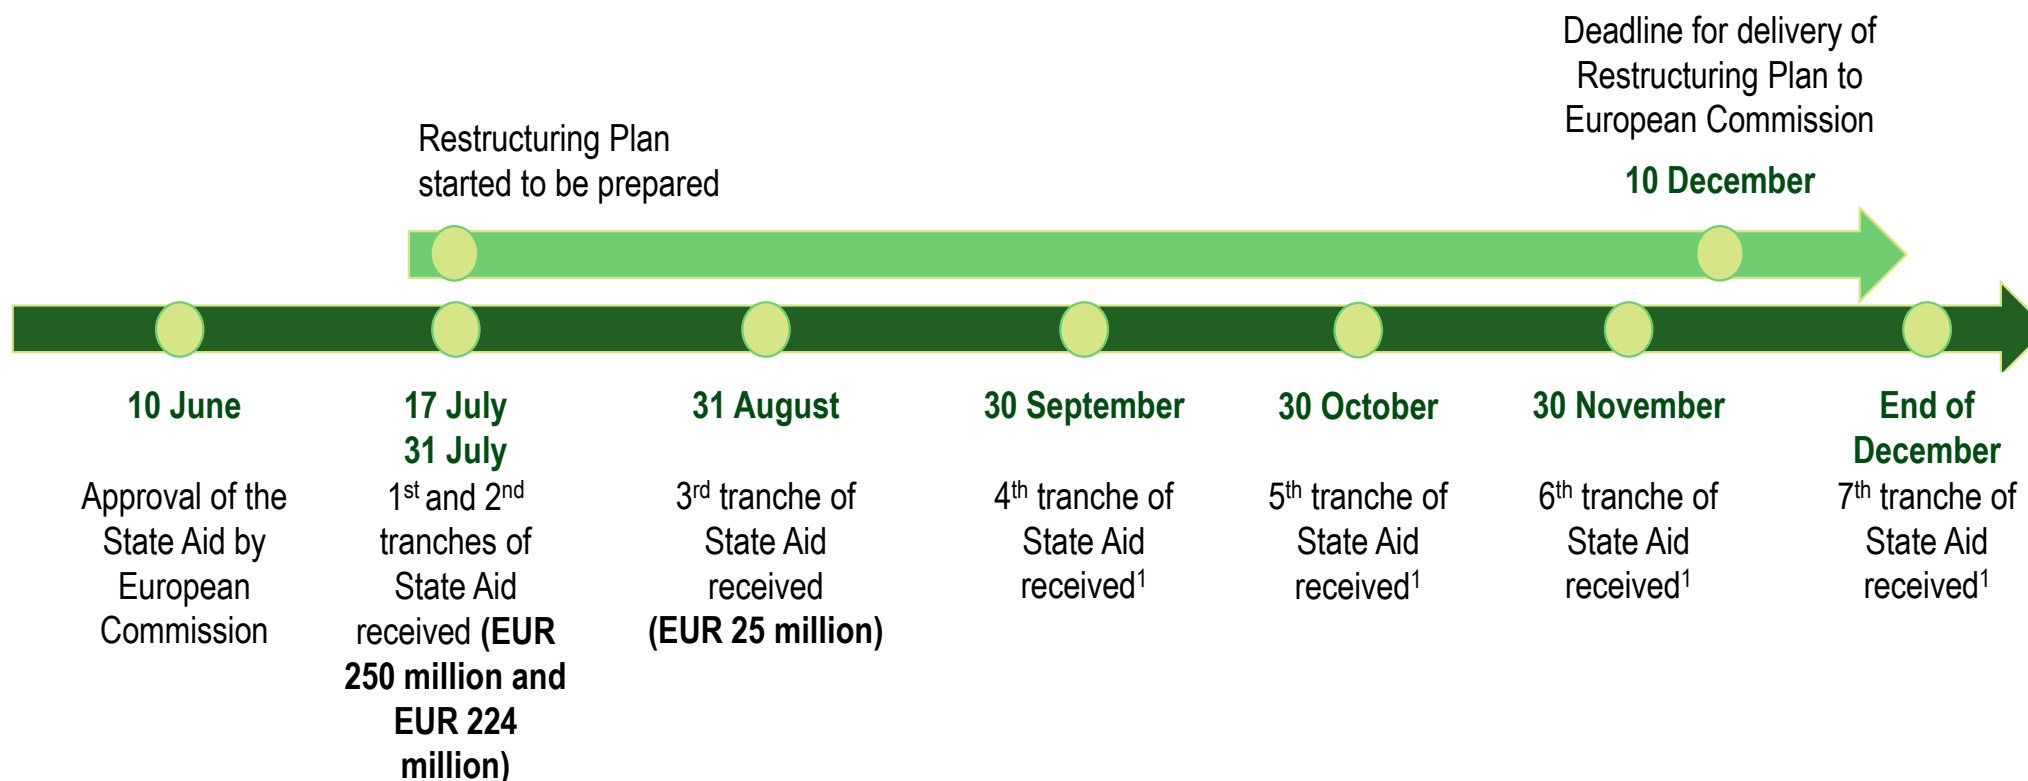 Deadline for delivery of
Restructuring Plan to
European Commission
10 December
Restructuring Plan
started to be prepared
10 June
Approval of the
State Aid by
European
Commission
17 July
31 July
1st and 2nd
tranches of
State Aid
received (EUR
250 million and
EUR 224
million)
31 August
3rd tranche of
State Aid
received
(EUR 25 million)
30 September
4th tranche of
State Aid
received1
30 October
5th tranche of
State Aid
received1
30 November
6th tranche of
State Aid
received1
End of
December
7th tranche of
State Aid
received1